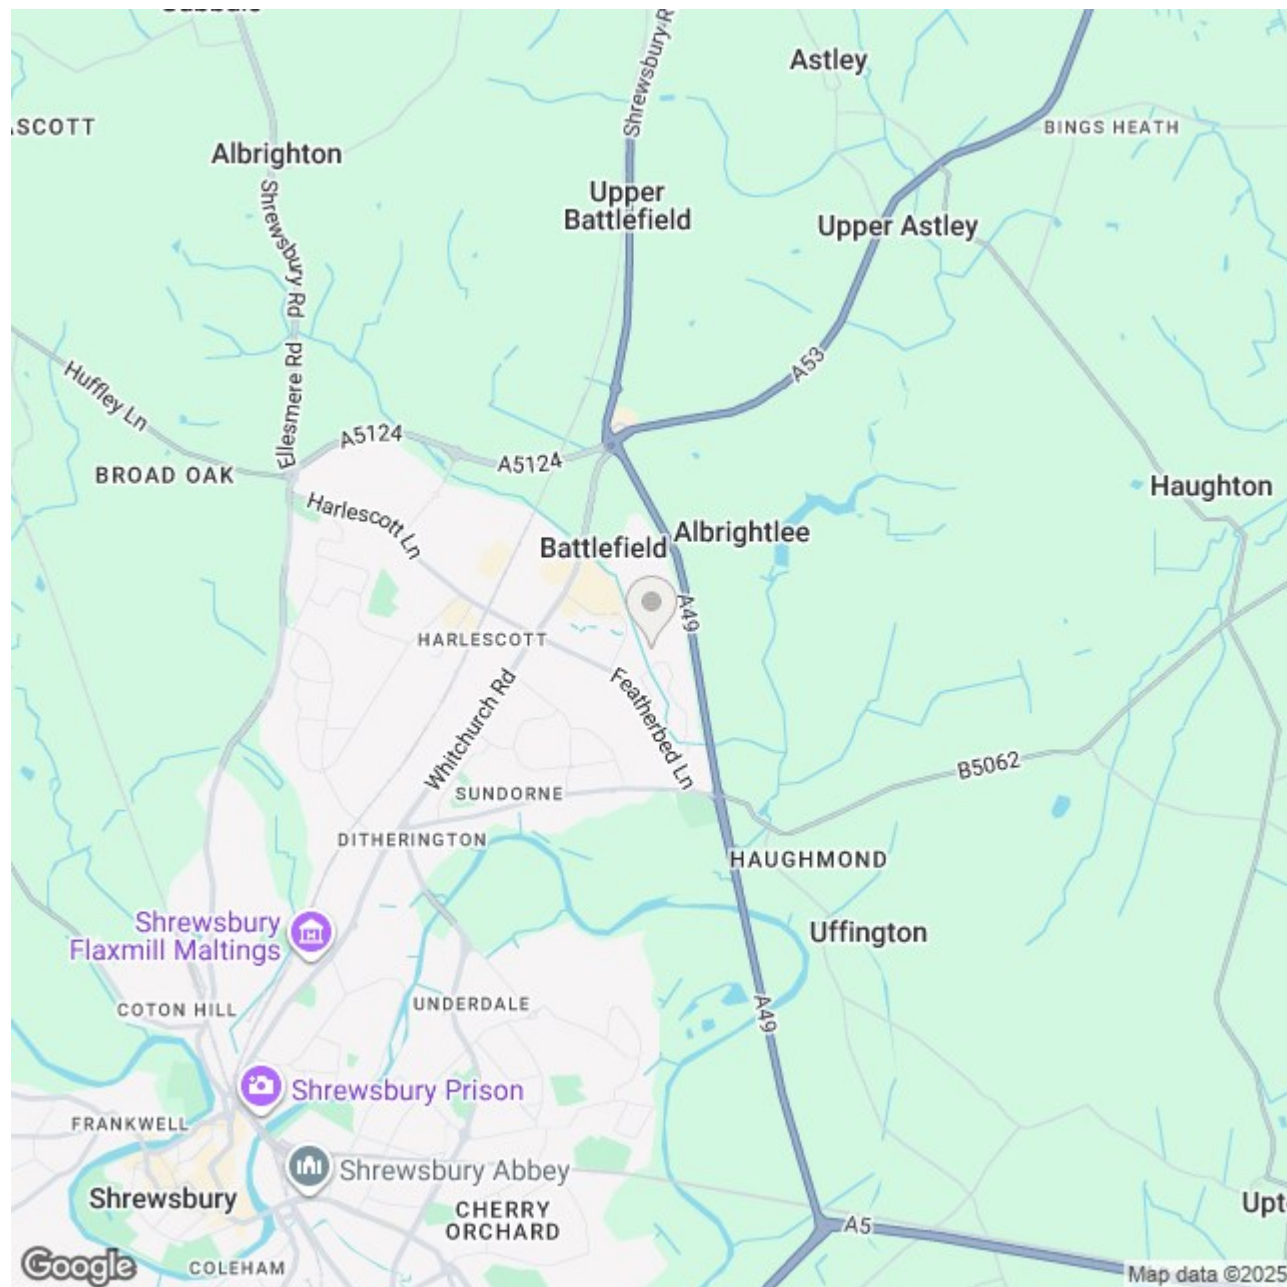 Astley
ASCOTT
BINGS HEATH
Albrighton
Shrewsbury R
Upper
Battlefield
Upper Astley
Shrewsbury Rd
A53
Huffley Ln
Ellesmere Rd
A5124
A5124
BROAD OAK
Haughton
Harlescott Ln
Albrightlee
Battlefield
A49
HARLESCOTT
Featherbed Ln
Whitchurch Rd
B5062
SUNDORNE
DITHERINGTON
HAUGHMOND
Shrewsbury
Flaxmill Maltings
Uffington
COTON HILL
UNDERDALE
A49
Shrewsbury Prison
FRANKWELL
Shrewsbury Abbey
Shrewsbury
CHERRY
ORCHARD
Upt
A5
COLEHAM
Google
Map data ©2025